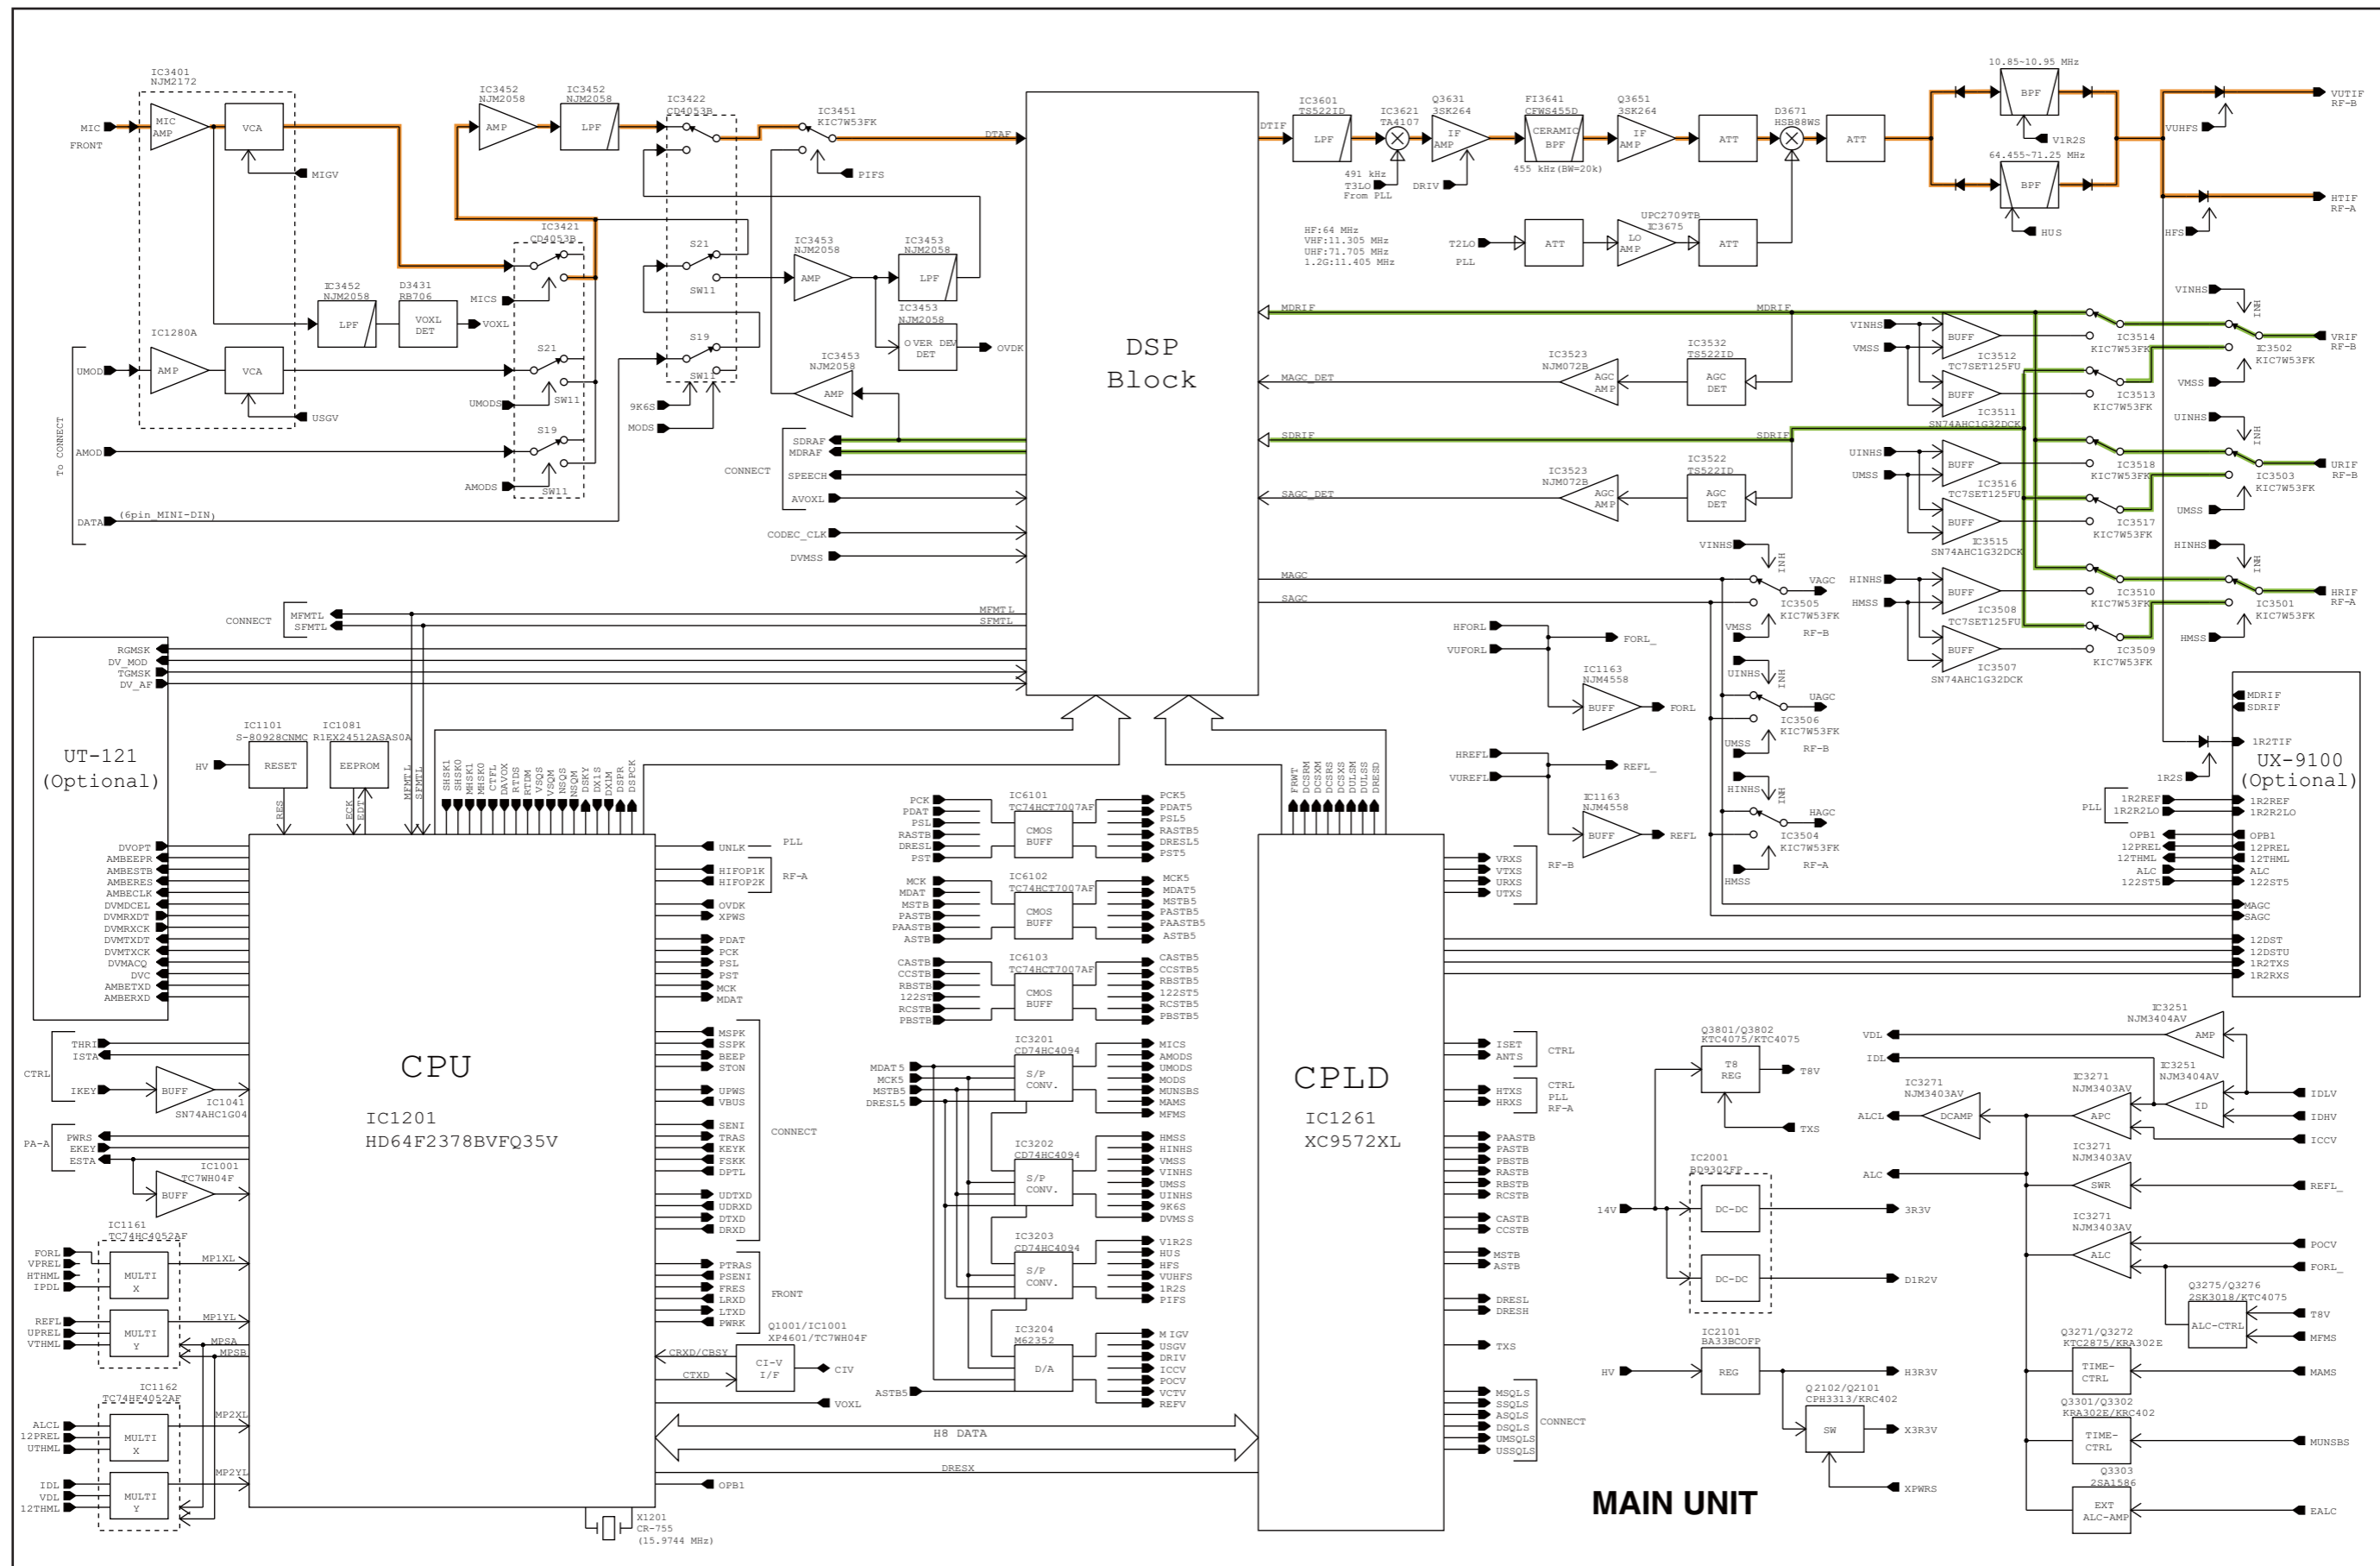 IC3401
NJM2172
MIC
FRONT
MIC
AMP
VCA
MIGV
IC3452
NJM2058
AMP
IC3452
NJM2058
LPF
IC3422
CD4053B
IC3451
KIC7W53FK
PIFS
DTAF
IC3421
CD4053B
MICS
IC3452
NJM2058
LPF
D3431
RB706
VOXL
DET
VOXL
IC1280A
To CONNECT
UMOD
AMP
VCA
USGV
S21
UMODS
SW11
AMOD
S19
AMODS
SW11
DATA
(6pin_MINI-DIN)
S21
SW11
S19
SW11
9K6S
MODS
IC3453
NJM2058
AMP
IC3453
NJM2058
LPF
IC3453
NJM2058
OVER DEV
DET
OVDK
IC3453
NJM2058
AMP
CONNECT
SDRAF
MDRAF
SPEECH
AVOXL
CODEC_CLK
DVMSS
CONNECT
MFMTL
SFMTL
MFMTL
SFMTL
DSP
Block
DTIF
IC3601
TS522ID
LPF
IC3621
TA4107
491 kHz
T3LO
From PLL
Q3631
3SK264
IF
AMP
DRIV
FI3641
CFWS455D
CERAMIC
BPF
455 kHz(BW=20k)
Q3651
3SK264
IF
AMP
ATT
D3671
HSB88WS
ATT
10.85~10.95 MHz
BPF
V1R2S
64.455~71.25 MHz
BPF
HUS
VUHFS
VUTIF
RF-B
HFS
HTIF
RF-A
HF:64 MHz
VHF:11.305 MHz
UHF:71.705 MHz
1.2G:11.405 MHz
T2LO
PLL
ATT
UPC2709TB
IC3675
LO
AMP
ATT
MDRIF
MDRIF
MAGC_DET
IC3523
NJM072B
AGC
AMP
IC3532
TS522ID
AGC
DET
SDRIF
SDRIF
SAGC_DET
IC3523
NJM072B
AGC
AMP
IC3522
TS522ID
AGC
DET
MAGC
SAGC
VINHS
VMSS
BUFF
IC3512
TC7SET125FU
BUFF
IC3511
SN74AHC1G32DCK
IC3514
KIC7W53FK
IC3513
KIC7W53FK
VINHS
INH
IC3502
KIC7W53FK
VMSS
VRIF
RF-B
UINHS
UMSS
BUFF
IC3516
TC7SET125FU
BUFF
IC3515
SN74AHC1G32DCK
IC3518
KIC7W53FK
IC3517
KIC7W53FK
UINHS
INH
IC3503
KIC7W53FK
UMSS
URIF
RF-B
HINHS
HMSS
BUFF
IC3508
TC7SET125FU
BUFF
IC3507
SN74AHC1G32DCK
IC3510
KIC7W53FK
IC3509
KIC7W53FK
HINHS
INH
IC3501
KIC7W53FK
HMSS
HRIF
RF-A
VINHS
INH
VAGC
IC3505
KIC7W53FK
VMSS
RF-B
UINHS
INH
UAGC
IC3506
KIC7W53FK
UMSS
RF-B
HINHS
INH
HAGC
IC3504
KIC7W53FK
HMSS
RF-A
HFORL
VUFORL
FORL_
IC1163
NJM4558
BUFF
FORL
HREFL
VUREFL
REFL_
IC1163
NJM4558
BUFF
REFL
UT-121
(Optional)
RGMSK
DV_MOD
TGMSK
DV_AF
DVOPT
AMBEEPR
AMBESTB
AMBERES
AMBECLK
DVMDCEL
DVMRXDT
DVMRXCK
DVMTXDT
DVMTXCK
DVMACQ
DVC
AMBETXD
AMBERXD
IC1101
S-80928CNMC
HV
RESET
RES
IC1081
R1EX24512ASAS0A
EEPROM
ECK
EDT
MFMTL
SFMTL
SHSK1
SHSK0
MHSK1
MHSK0
CTFL
DAVOX
RTDS
RTDM
VSQS
VSQM
NSQS
NSQM
DSKY
DX1S
DX1M
DSPR
DSPCK
CPU
IC1201
HD64F2378BVFQ35V
UNLK
PLL
HIFOP1K
HIFOP2K
RF-A
OVDK
XPWS
PDAT
PCK
PSL
PST
MCK
MDAT
MSPK
SSPK
BEEP
STON
UPWS
VBUS
SENI
TRAS
KEYK
FSKK
DPTL
UDTXD
UDRXD
DTXD
DRXD
CONNECT
PTRAS
PSENI
FRES
LRXD
LTXD
PWRK
FRONT
Q1001/IC1001
XP4601/TC7WH04F
CRXD/CBSY
CTXD
CI-V
I/F
CIV
VOXL
H8 DATA
DRESX
OPB1
X1201
CR-755
(15.9744 MHz)
CTRL
THRI
ISTA
IKEY
BUFF
IC1041
SN74AHC1G04
PA-A
PWRS
EKEY
ESTA
BUFF
IC1001
TC7WH04F
IC1161
TC74HC4052AF
FORL
VPREL
HTHML
IPDL
MULTI
X
MP1XL
REFL
UPREL
VTHML
MULTI
Y
MP1YL
MPSA
MPSB
IC1162
TC74HF4052AF
ALCL
12PREL
UTHML
MULTI
X
MP2XL
IDL
VDL
12THML
MULTI
Y
MP2YL
IC6101
TC74HCT7007AF
PCK
PDAT
PSL
RASTB
DRESL
PST
CMOS
BUFF
PCK5
PDAT5
PSL5
RASTB5
DRESL5
PST5
IC6102
TC74HCT7007AF
MCK
MDAT
MSTB
PASTB
PAASTB
ASTB
CMOS
BUFF
MCK5
MDAT5
MSTB5
PASTB5
PAASTB5
ASTB5
IC6103
TC74HCT7007AF
CASTB
CCSTB
RBSTB
122ST
RCSTB
PBSTB
CMOS
BUFF
CASTB5
CCSTB5
RBSTB5
122ST5
RCSTB5
PBSTB5
IC3201
CD74HC4094
MDAT5
MCK5
MSTB5
DRESL5
S/P
CONV.
MICS
AMODS
UMODS
MODS
MUNSBS
MAMS
MFMS
IC3202
CD74HC4094
S/P
CONV.
HMSS
HINHS
VMSS
VINHS
UMSS
UINHS
9K6S
DVMSS
IC3203
CD74HC4094
S/P
CONV.
V1R2S
HUS
HFS
VUHFS
1R2S
PIFS
IC3204
M62352
D/A
ASTB5
MIGV
USGV
DRIV
ICCV
POCV
VCTV
REFV
FRWT
DCSRM
DCSXM
DCSRS
DCSXS
DULSM
DULSS
DRESD
CPLD
IC1261
XC9572XL
VRXS
VTXS
URXS
UTXS
RF-B
ISET
ANTS
CTRL
HTXS
HRXS
CTRL
PLL
RF-A
PAASTB
PASTB
PBSTB
RASTB
RBSTB
RCSTB
CASTB
CCSTB
MSTB
ASTB
DRESL
DRESH
TXS
MSQLS
SSQLS
ASQLS
DSQLS
UMSQLS
USSQLS
CONNECT
UX-9100
(Optional)
MDRIF
SDRIF
1R2TIF
1R2S
PLL
1R2REF
1R2R2LO
1R2REF
1R2R2LO
OPB1
12PREL
12THML
ALC
122ST5
OPB1
12PREL
12THML
ALC
122ST5
MAGC
SAGC
12DST
12DSTU
1R2TXS
1R2RXS
Q3801/Q3802
KTC4075/KTC4075
T8
REG
T8V
TXS
IC2001
BD9302FP
14V
DC-DC
3R3V
DC-DC
D1R2V
IC2101
BA33BC0FP
HV
REG
H3R3V
Q2102/Q2101
CPH3313/KRC402
SW
X3R3V
XPWRS
IC3251
NJM3404AV
VDL
AMP
IDL
IC3251
NJM3404AV
ID
IDLV
IDHV
ICCV
IC3271
NJM3403AV
ALCL
DCAMP
IC3271
NJM3403AV
APC
IC3271
NJM3403AV
ALC
SWR
REFL_
IC3271
NJM3403AV
ALC
POCV
FORL_
Q3275/Q3276
2SK3018/KTC4075
ALC-CTRL
T8V
MFMS
Q3271/Q3272
KTC2875/KRA302E
TIME-
CTRL
MAMS
Q3301/Q3302
KRA302E/KRC402
TIME-
CTRL
MUNSBS
Q3303
2SA1586
EXT
ALC-AMP
EALC
MAIN UNIT